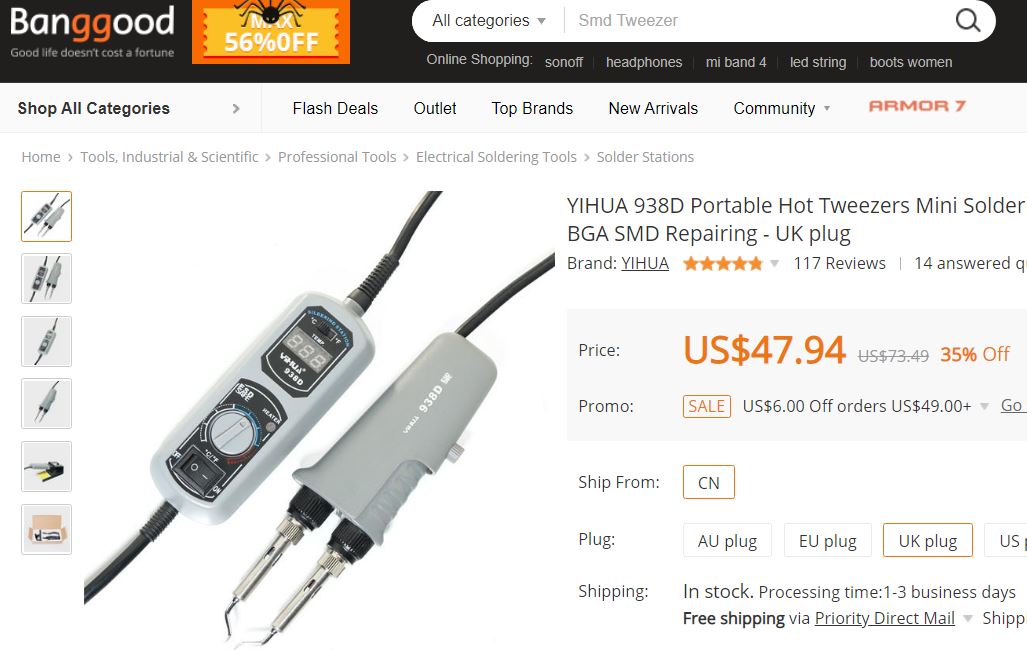 Banggood
Good life doesn't cost a fortune
MAX
56%OFF
All categories
Smd Tweezer
Online Shopping: sonoff headphones mi band 4 led string boots women
Shop All Categories
Flash Deals Outlet Top Brands New Arrivals Community ARMOR 7
Home > Tools, Industrial & Scientific > Professional Tools > Electrical Soldering Tools > Solder Stations
YIHUA 938D Portable Hot Tweezers Mini Solder
BGA SMD Repairing - UK plug
Brand: YIHUA 117 Reviews 14 answered q
Price: US$47.94 US$73.49 35% Off
Promo: SALE US$6.00 Off orders US$49.00+ Go
Ship From: CN
Plug: AU plug EU plug UK plug US
Shipping: In stock. Processing time:1-3 business days
Free shipping via Priority Direct Mail Shipp
SOLDERING STATION
°C °F
TEMP
888
YIHUA
938D
ESD
SAFE
HEATER
°C/°F
OFF
ON
YIHUA 938D